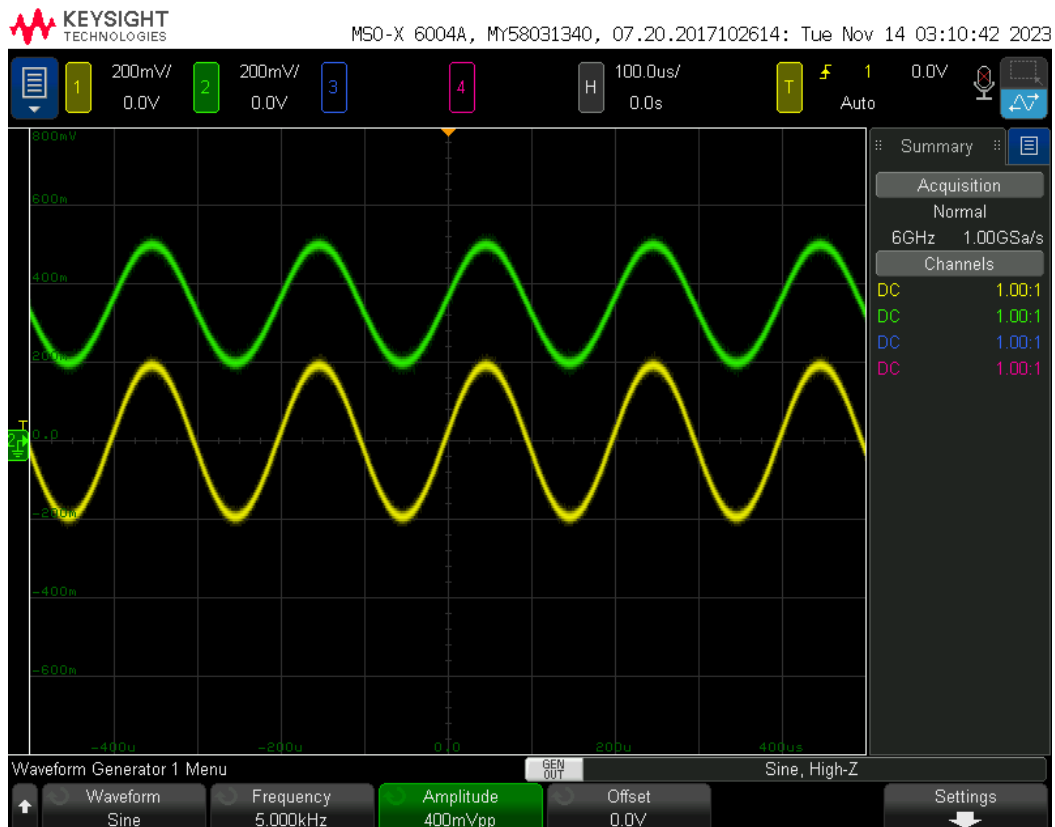 KEYSIGHT
TECHNOLOGIES
MSO-X 6004A, MY58031340, 07.20.2017102614: Tue Nov 14 03:10:42 2023
1 200mV/ 2 200mV/ 3 4 H 100.0us/ T 1 0.0V
0.0V 0.0V 0.0s Auto
800mV
600m
400m
200m
T
2 0.0
-200m
-400m
-600m
-400u -200u 0.0 200u 400us
Summary
Acquisition
Normal
6GHz 1.00GSa/s
Channels
DC 1.00:1
DC 1.00:1
DC 1.00:1
DC 1.00:1
Waveform Generator 1 Menu
GEN
OUT
Sine, High-Z
Waveform Frequency Amplitude Offset Settings
Sine 5.000kHz 400mVpp 0.0V